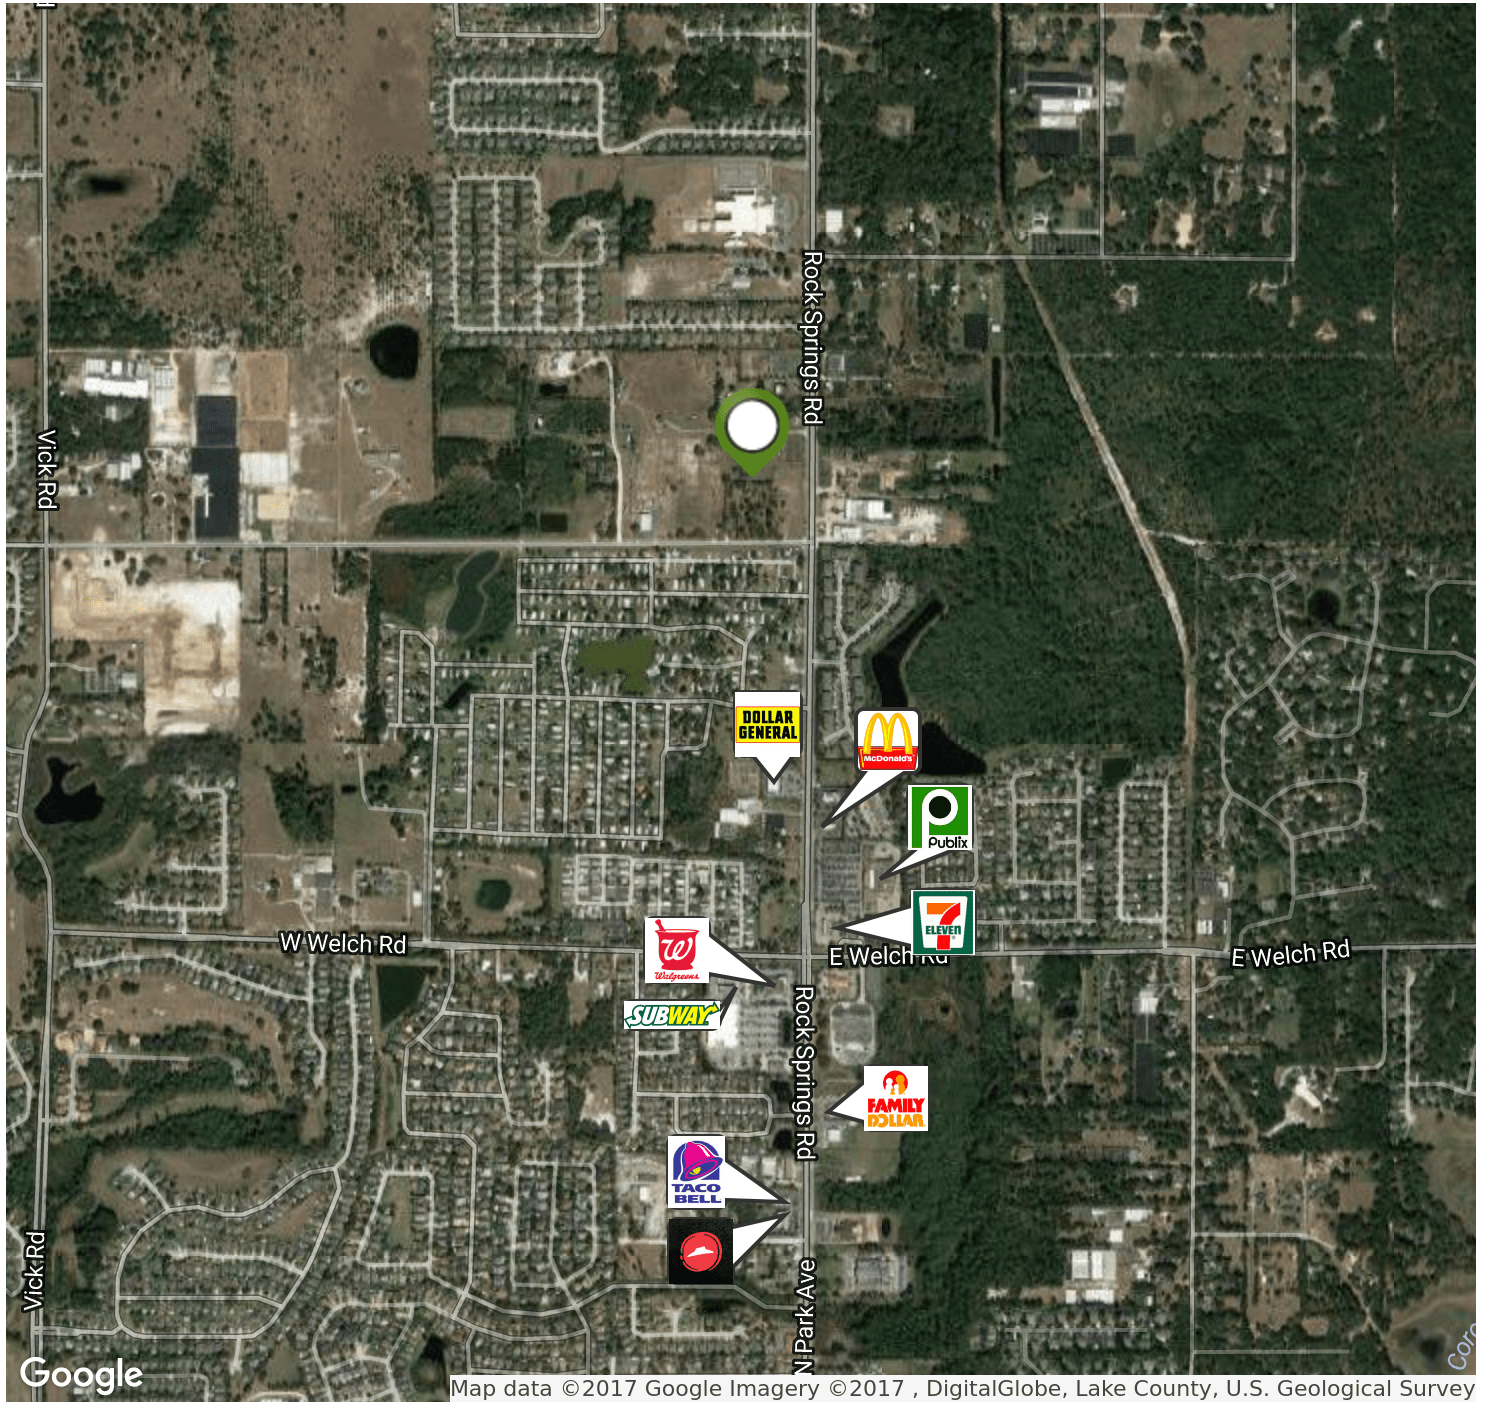 Rock Springs Rd
Vick Rd
DOLLAR
GENERAL
McDonald's
Publix
7
ELEVEN
W Welch Rd
E Welch Rd
E Welch Rd
Walgreens
SUBWAY
Rock Springs Rd
FAMILY
DOLLAR
TACO
BELL
Vick Rd
N Park Ave
Google
Map data ©2017 Google Imagery ©2017 , DigitalGlobe, Lake County, U.S. Geological Survey